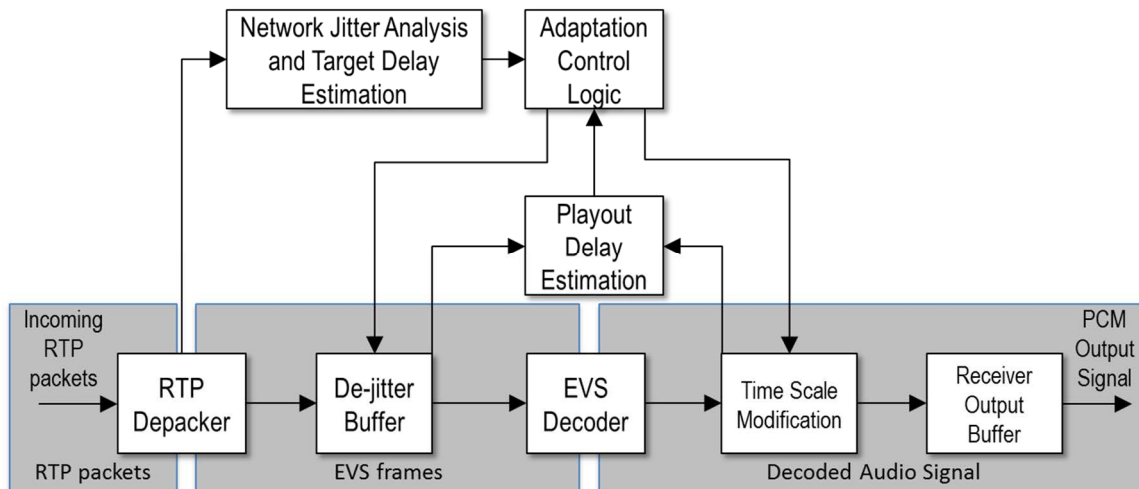 Network Jitter Analysis
and Target Delay
Estimation
Adaptation
Control
Logic
Playout
Delay
Estimation
Incoming
RTP
packets
RTP
Depacker
De-jitter
Buffer
EVS
Decoder
Time Scale
Modification
Receiver
Output
Buffer
PCM
Output
Signal
RTP packets
EVS frames
Decoded Audio Signal